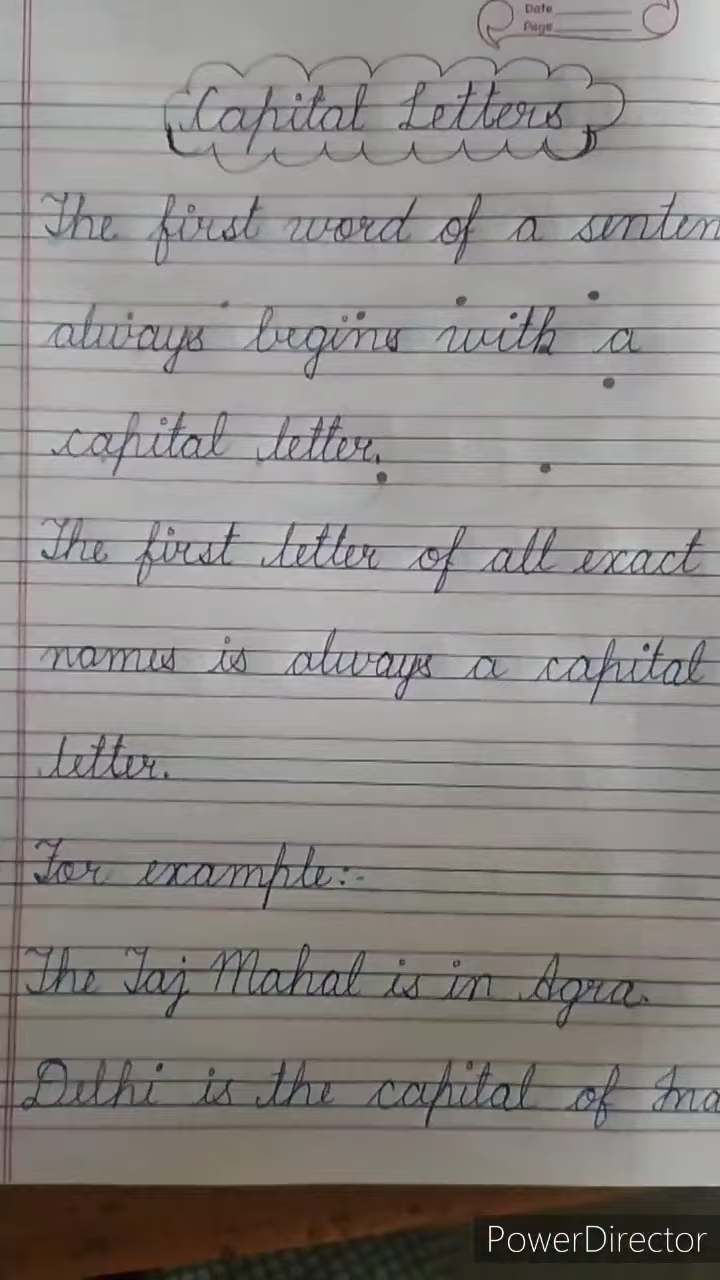 Date
Page
Capital Letters
The first word of a senten
always begins with a
capital letter.
The first letter of all exact
names is always a capital
letter.
For example:-
The Taj Mahal is in Agra.
Delhi is the capital of Ind
PowerDirector